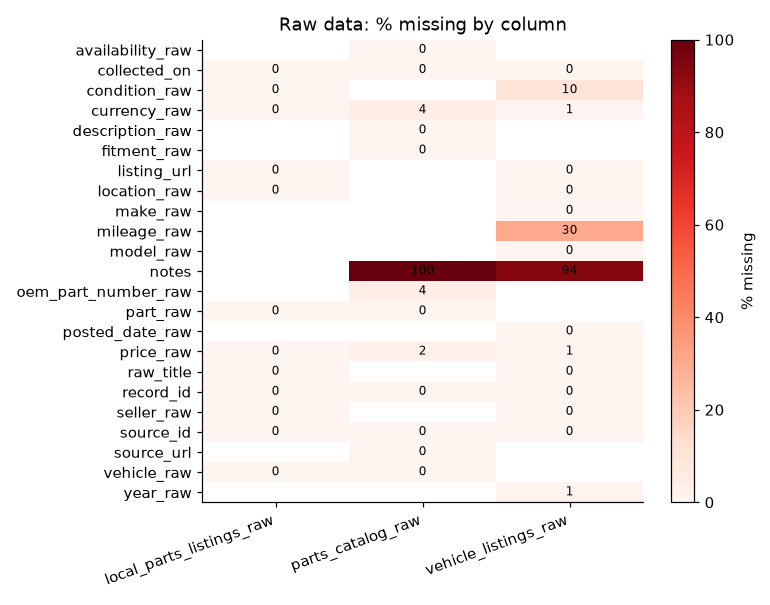 Raw data: % missing by column
availability_raw 0
collected_on 0 0 0
condition_raw 0 10
currency_raw 0 4 1
description_raw 0
fitment_raw 0
listing_url 0 0
location_raw 0 0
make_raw 0
mileage_raw 30
model_raw 0
notes 100 94
oem_part_number_raw 4
part_raw 0 0
posted_date_raw 0
price_raw 0 2 1
raw_title 0 0
record_id 0 0 0
seller_raw 0 0
source_id 0 0 0
source_url 0
vehicle_raw 0 0
year_raw 1
local_parts_listings_raw parts_catalog_raw vehicle_listings_raw
100
80
60
40
20
0
% missing